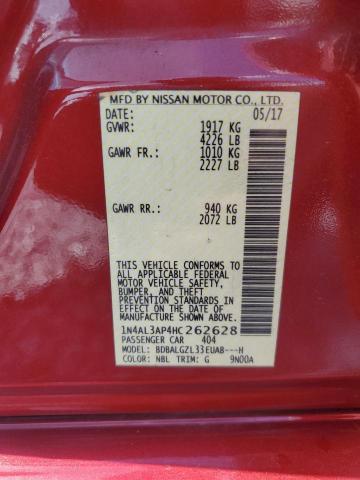 MFD BY NISSAN MOTOR CO., LTD.
DATE: 05/17
GVWR: 1917 KG
4226 LB
GAWR FR.: 1010 KG
2227 LB
GAWR RR.: 940 KG
2072 LB
THIS VEHICLE CONFORMS TO
ALL APPLICABLE FEDERAL
MOTOR VEHICLE SAFETY,
BUMPER, AND THEFT
PREVENTION STANDARDS IN
EFFECT ON THE DATE OF
MANUFACTURE SHOWN ABOVE.
1N4AL3AP4HC262628
PASSENGER CAR 404
MODEL: BDBALGZL33EUAB---H
COLOR: NBL TRIM: G 9N00A